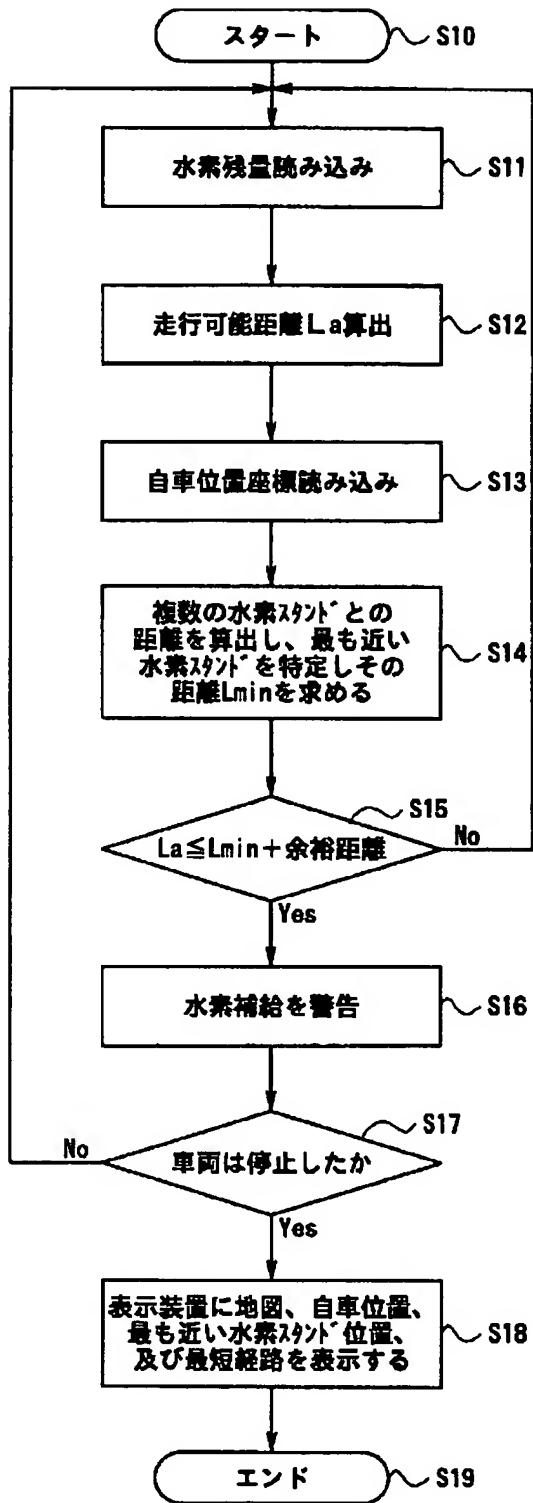 スタート
S10
水素残量読み込み
S11
走行可能距離La算出
S12
自車位置座標読み込み
S13
複数の水素ｽﾀﾝﾄﾞとの
距離を算出し、最も近い
水素ｽﾀﾝﾄﾞを特定しその
距離Lminを求める
S14
S15
La≦Lmin＋余裕距離
No
Yes
水素補給を警告
S16
S17
No
車両は停止したか
Yes
表示装置に地図、自車位置、
最も近い水素ｽﾀﾝﾄﾞ位置、
及び最短経路を表示する
S18
エンド
S19